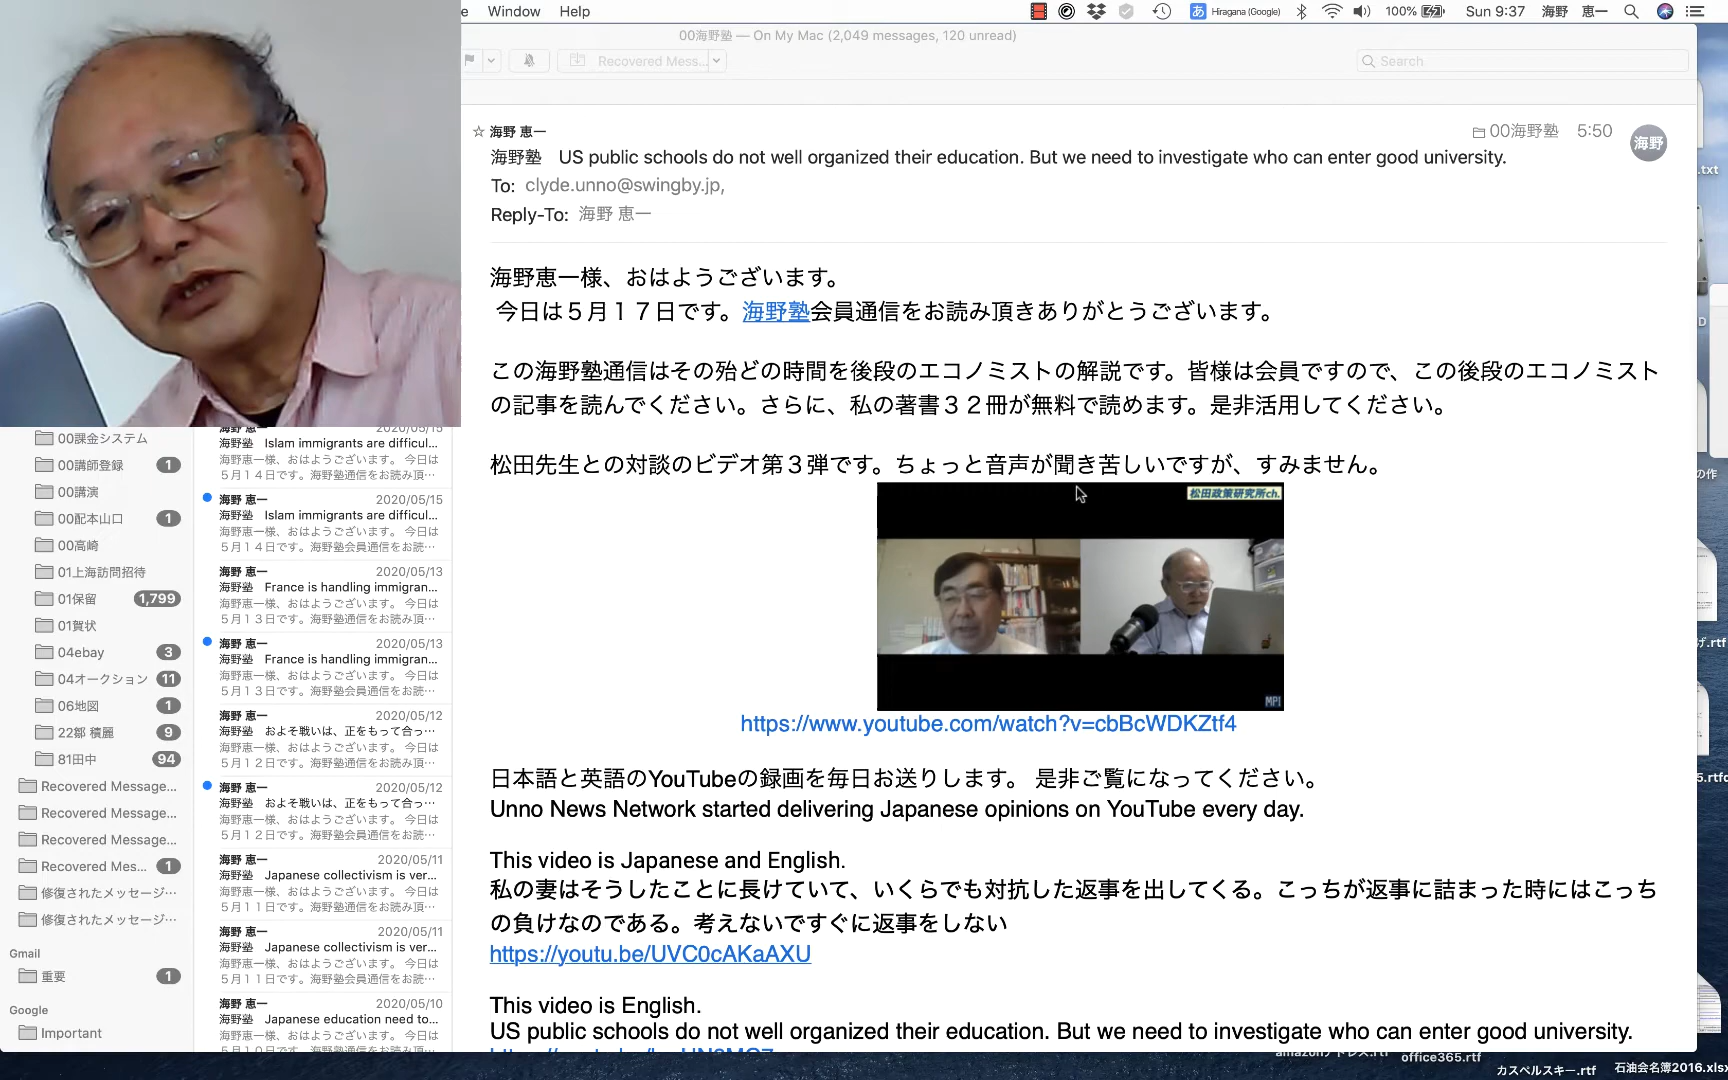 e Window Help
あ Hiragana (Google) 100% Sun 9:37 海野 恵一
00海野塾 — On My Mac (2,049 messages, 120 unread)
Recovered Mess...
Search
海野 恵一
00海野塾 5:50
海野
海野塾 US public schools do not well organized their education. But we need to investigate who can enter good university.
To: clyde.unno@swingby.jp,
Reply-To: 海野 恵一
海野恵一様、おはようございます。
今日は５月１７日です。海野塾会員通信をお読み頂きありがとうございます。
この海野塾通信はその殆どの時間を後段のエコノミストの解説です。皆様は会員ですので、この後段のエコノミスト
の記事を読んでください。さらに、私の著書３２冊が無料で読めます。是非活用してください。
松田先生との対談のビデオ第３弾です。ちょっと音声が聞き苦しいですが、すみません。
松田政策研究所ch.
MPI
https://www.youtube.com/watch?v=cbBcWDKZtf4
日本語と英語のYouTubeの録画を毎日お送りします。 是非ご覧になってください。
Unno News Network started delivering Japanese opinions on YouTube every day.
This video is Japanese and English.
私の妻はそうしたことに長けていて、いくらでも対抗した返事を出してくる。こっちが返事に詰まった時にはこっち
の負けなのである。考えないですぐに返事をしない
https://youtu.be/UVC0cAKaAXU
This video is English.
US public schools do not well organized their education. But we need to investigate who can enter good university.
00課金システム
00講師登録 1
00講演
00配本山口 1
00高崎
01上海訪問招待
01保留 1,799
01賀状
04ebay 3
04オークション 11
06地図 1
22鄒 積麗 9
81田中 94
Recovered Message...
Recovered Message...
Recovered Message...
Recovered Mes... 1
修復されたメッセージ…
修復されたメッセージ…
Gmail
重要 1
Google
Important
海野 恵一 2020/05/15
海野塾 Islam immigrants are difficul...
海野恵一様、おはようございます。 今日は
５月１４日です。海野塾通信をお読み頂…
海野 恵一 2020/05/15
海野塾 Islam immigrants are difficul...
海野恵一様、おはようございます。 今日は
５月１４日です。海野塾会員通信をお読…
海野 恵一 2020/05/13
海野塾 France is handling immigran...
海野恵一様、おはようございます。 今日は
５月１３日です。海野塾通信をお読み頂…
海野 恵一 2020/05/13
海野塾 France is handling immigran...
海野恵一様、おはようございます。 今日は
５月１３日です。海野塾会員通信をお読…
海野 恵一 2020/05/12
海野塾 およそ戦いは、正をもって合っ…
海野恵一様、おはようございます。 今日は
５月１２日です。海野塾通信をお読み頂…
海野 恵一 2020/05/12
海野塾 およそ戦いは、正をもって合っ…
海野恵一様、おはようございます。 今日は
５月１２日です。海野塾会員通信をお読…
海野 恵一 2020/05/11
海野塾 Japanese collectivism is ver...
海野恵一様、おはようございます。 今日は
５月１１日です。海野塾通信をお読み頂…
海野 恵一 2020/05/11
海野塾 Japanese collectivism is ver...
海野恵一様、おはようございます。 今日は
５月１１日です。海野塾会員通信をお読…
海野 恵一 2020/05/10
海野塾 Japanese education need to...
海野恵一様、おはようございます。 今日は
.txt
D
の作
げ.rtf
5.rtfd
office365.rtf
カスペルスキー.rtf
石油会名簿2016.xlsx